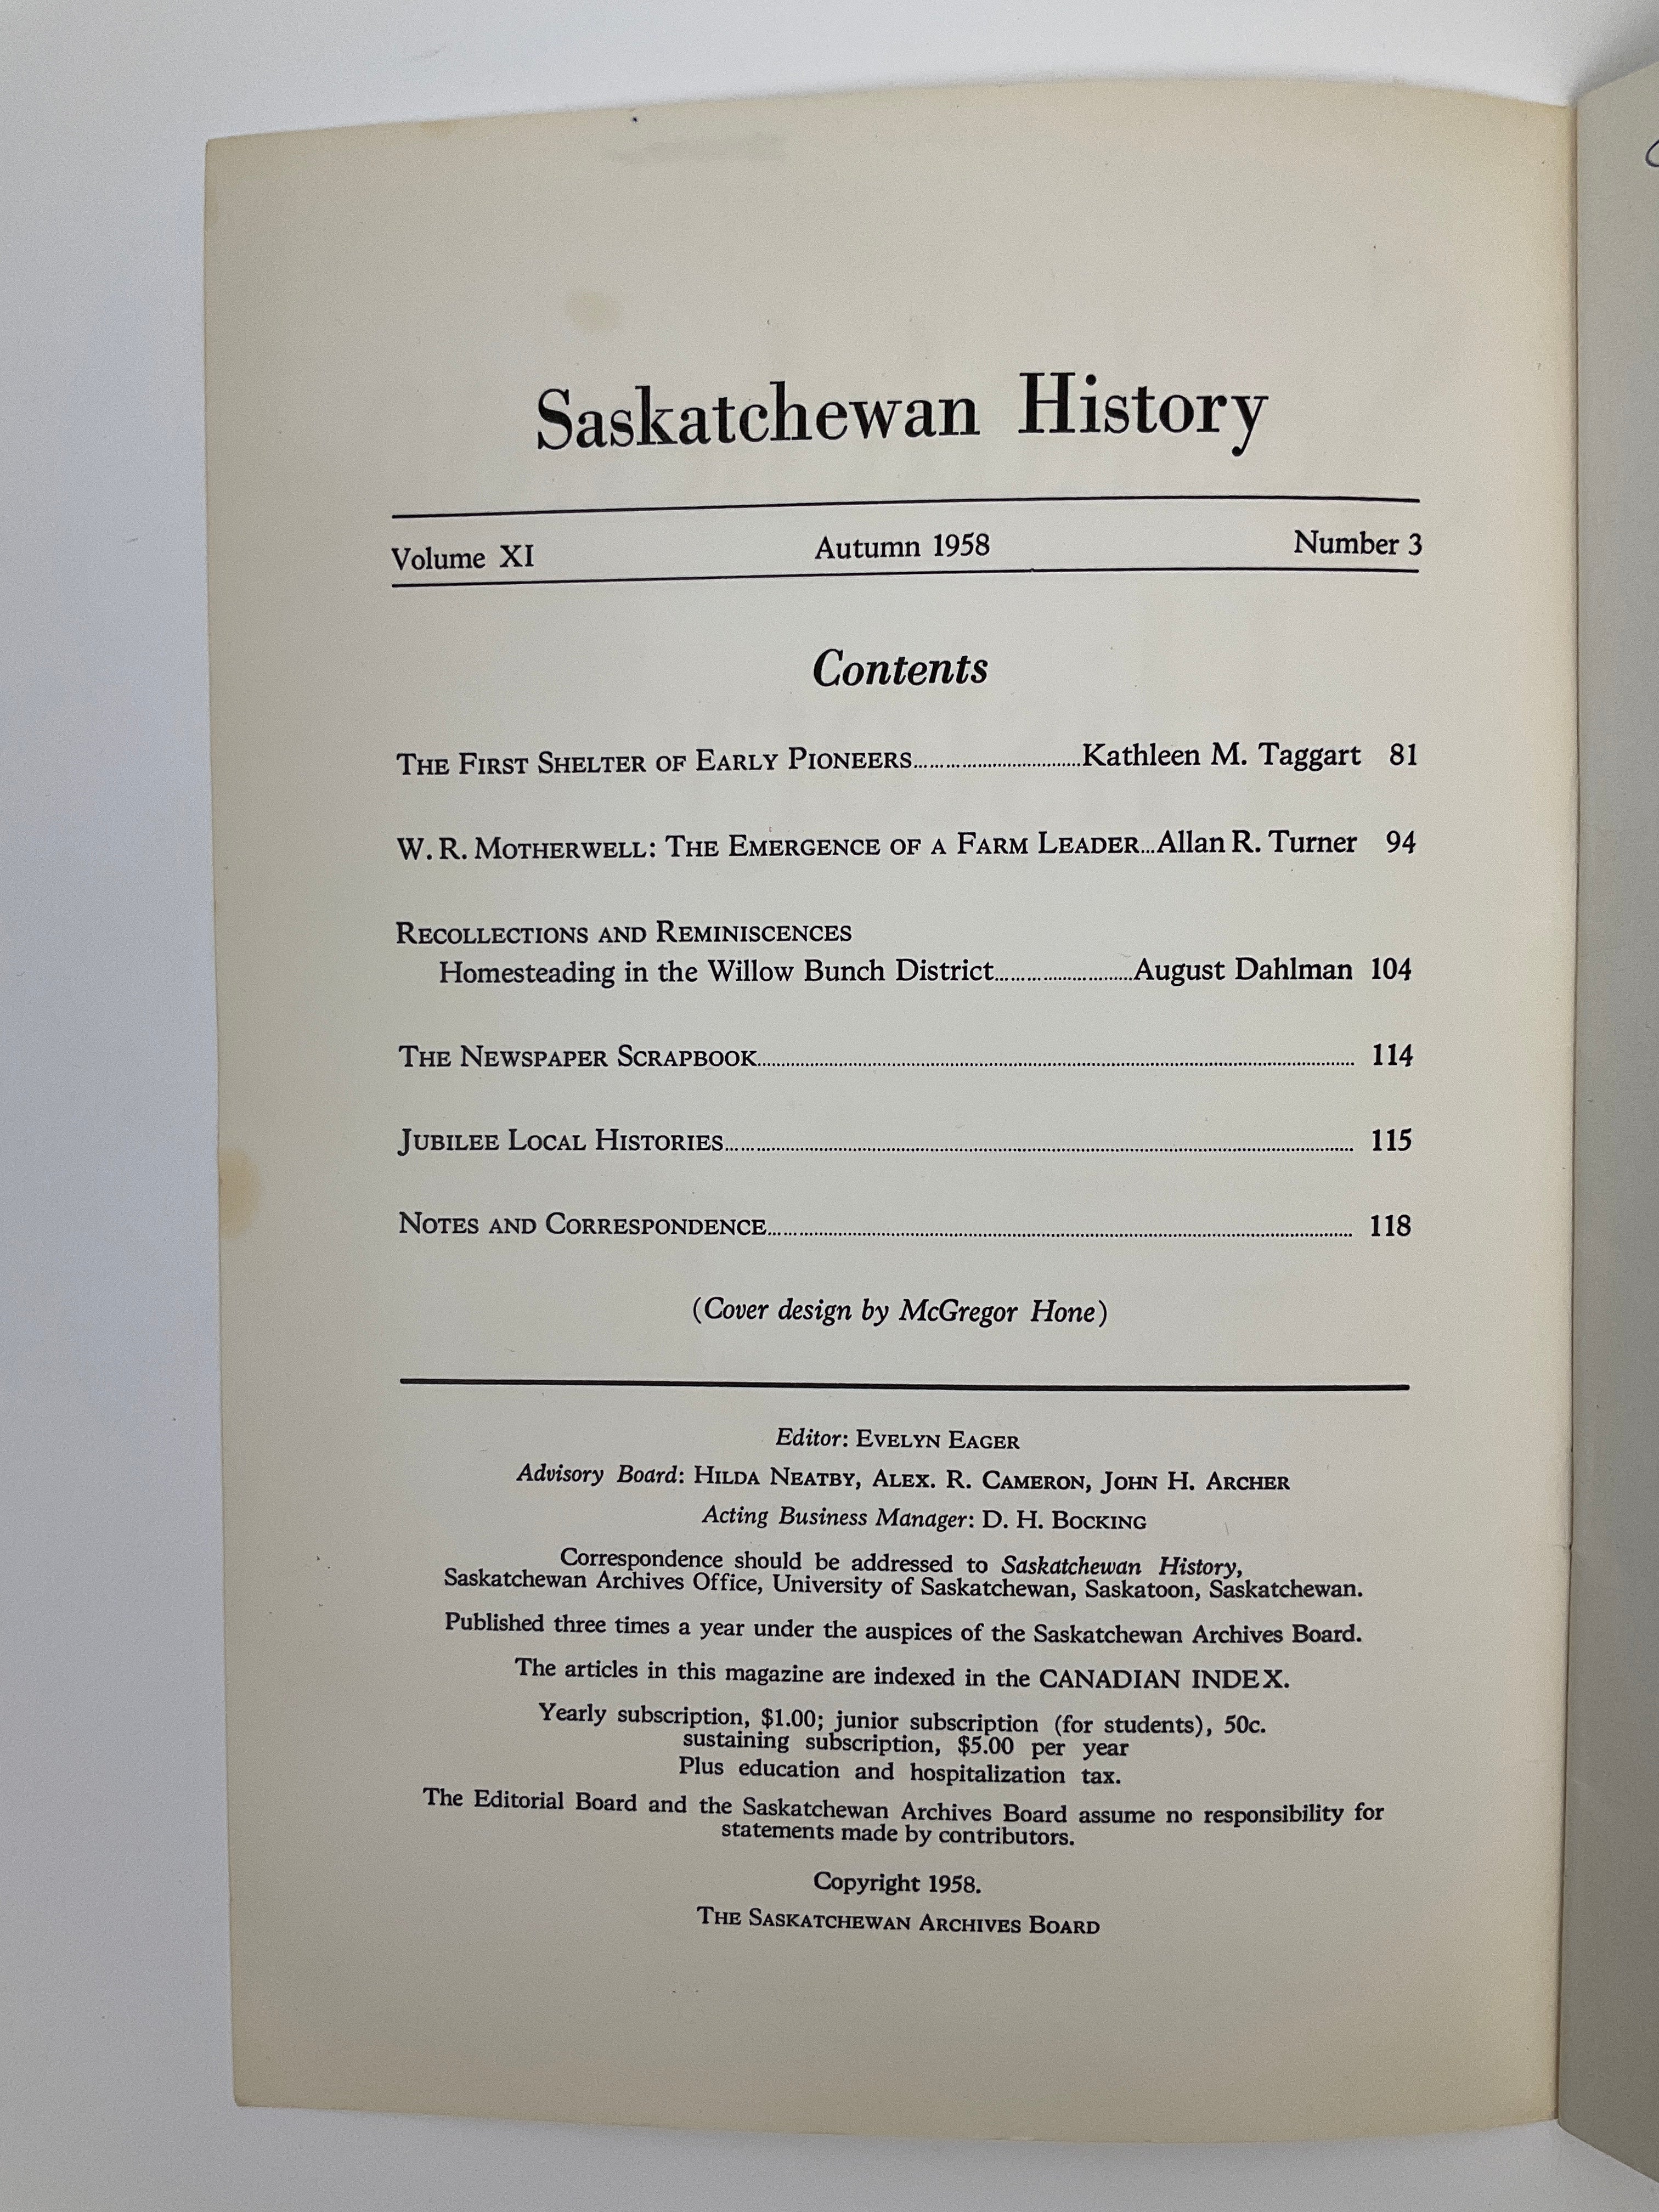 Saskatchewan History
Volume XI Autumn 1958 Number 3
Contents
THE FIRST SHELTER OF EARLY PIONEERS..............................Kathleen M. Taggart 81
W. R. MOTHERWELL: THE EMERGENCE OF A FARM LEADER...Allan R. Turner 94
RECOLLECTIONS AND REMINISCENCES
Homesteading in the Willow Bunch District.........................August Dahlman 104
THE NEWSPAPER SCRAPBOOK.......................................................... 114
JUBILEE LOCAL HISTORIES.......................................................... 115
NOTES AND CORRESPONDENCE.......................................................... 118
(Cover design by McGregor Hone)
Editor: EVELYN EAGER
Advisory Board: HILDA NEATBY, ALEX. R. CAMERON, JOHN H. ARCHER
Acting Business Manager: D. H. BOCKING
Correspondence should be addressed to Saskatchewan History,
Saskatchewan Archives Office, University of Saskatchewan, Saskatoon, Saskatchewan.
Published three times a year under the auspices of the Saskatchewan Archives Board.
The articles in this magazine are indexed in the CANADIAN INDEX.
Yearly subscription, $1.00; junior subscription (for students), 50c.
sustaining subscription, $5.00 per year
Plus education and hospitalization tax.
The Editorial Board and the Saskatchewan Archives Board assume no responsibility for
statements made by contributors.
Copyright 1958.
THE SASKATCHEWAN ARCHIVES BOARD